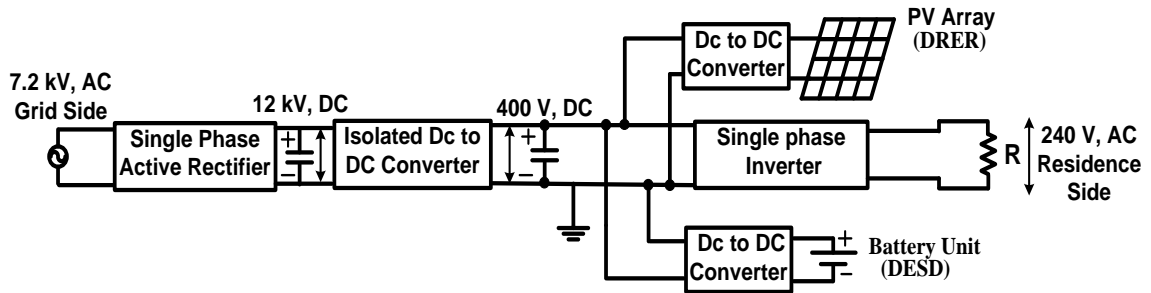 PV Array
(DRER)
Dc to DC
Converter
7.2 kV, AC
Grid Side
12 kV, DC
400 V, DC
Single Phase
Active Rectifier
+
−
Isolated Dc to
DC Converter
+
−
Single phase
Inverter
R
240 V, AC
Residence
Side
Dc to DC
Converter
+
−
Battery Unit
(DESD)